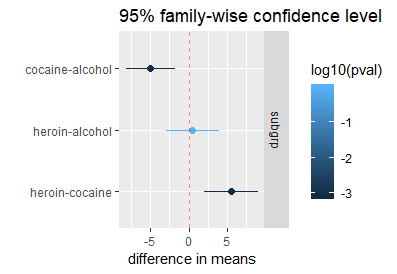 95% family-wise confidence level
cocaine-alcohol
heroin-alcohol
heroin-cocaine
subgrp
-5
0
5
difference in means
log10(pval)
-1
-2
-3